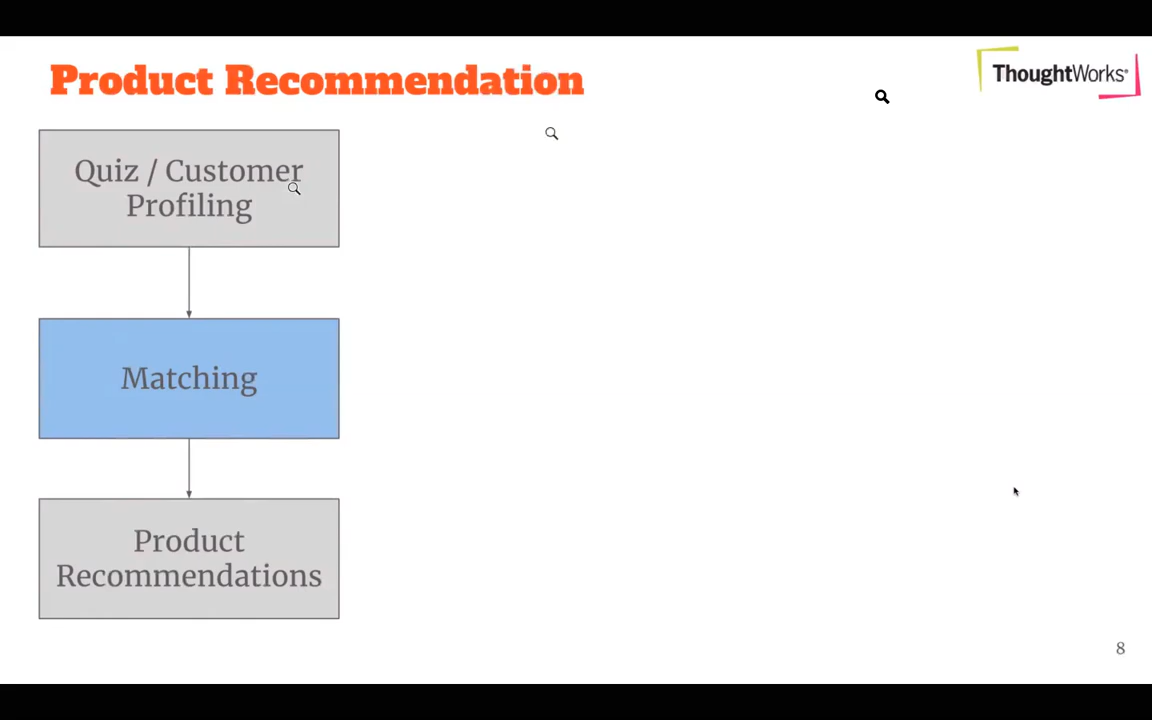 Product Recommendation
ThoughtWorks®
Quiz / Customer
Profiling
Matching
Product
Recommendations
8